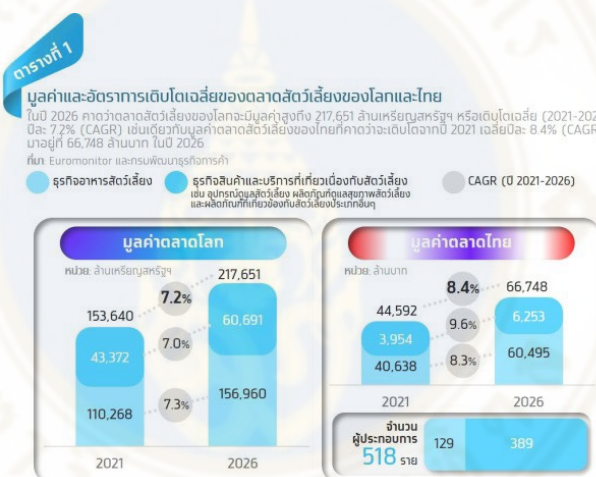 ตารางที่ 1
มูลค่าและอัตราการเติบโตเฉลี่ยของตลาดสัตว์เลี้ยงของโลกและไทย
ในปี 2026 คาดว่าตลาดสัตว์เลี้ยงของโลกจะมีมูลค่าสูงถึง 217,651 ล้านเหรียญสหรัฐฯ หรือเติบโตเฉลี่ย (2021-202
ปีละ 7.2% (CAGR) เช่นเดียวกับมูลค่าตลาดสัตว์เลี้ยงของไทยที่คาดว่าจะเติบโตจากปี 2021 เฉลี่ยปีละ 8.4% (CAGR
มาอยู่ที่ 66,748 ล้านบาท ในปี 2026
ที่มา Euromonitor และกรมพัฒนาธุรกิจการค้า
ธุรกิจอาหารสัตว์เลี้ยง ธุรกิจสินค้าและบริการที่เกี่ยวเนื่องกับสัตว์เลี้ยง CAGR (ปี 2021-2026)
เช่น อุปกรณ์ดูแลสัตว์เลี้ยง ผลิตภัณฑ์ดูแลสุขภาพสัตว์เลี้ยง
และผลิตภัณฑ์ที่เกี่ยวข้องกับสัตว์เลี้ยงประเภทอื่นๆ
มูลค่าตลาดโลก
หน่วย: ล้านเหรียญสหรัฐฯ
217,651
7.2%
153,640
60,691
7.0%
43,372
156,960
7.3%
110,268
2021 2026
มูลค่าตลาดไทย
หน่วย: ล้านบาท
8.4% 66,748
44,592
9.6% 6,253
3,954
8.3% 60,495
40,638
2021 2026
จำนวน
ผู้ประกอบการ
518 ราย
129 389